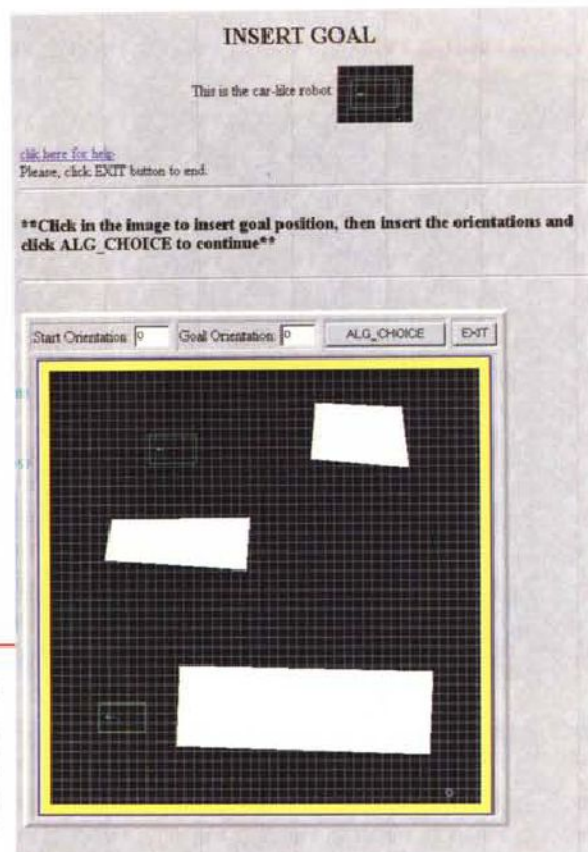 INSERT GOAL
This is the car-like robot
clic here for help
Please, click EXIT button to end.
**Click in the image to insert goal position, then insert the orientations and
click ALG_CHOICE to continue**
Start Orientation: 0 Goal Orientation: 0 ALG_CHOICE EXIT